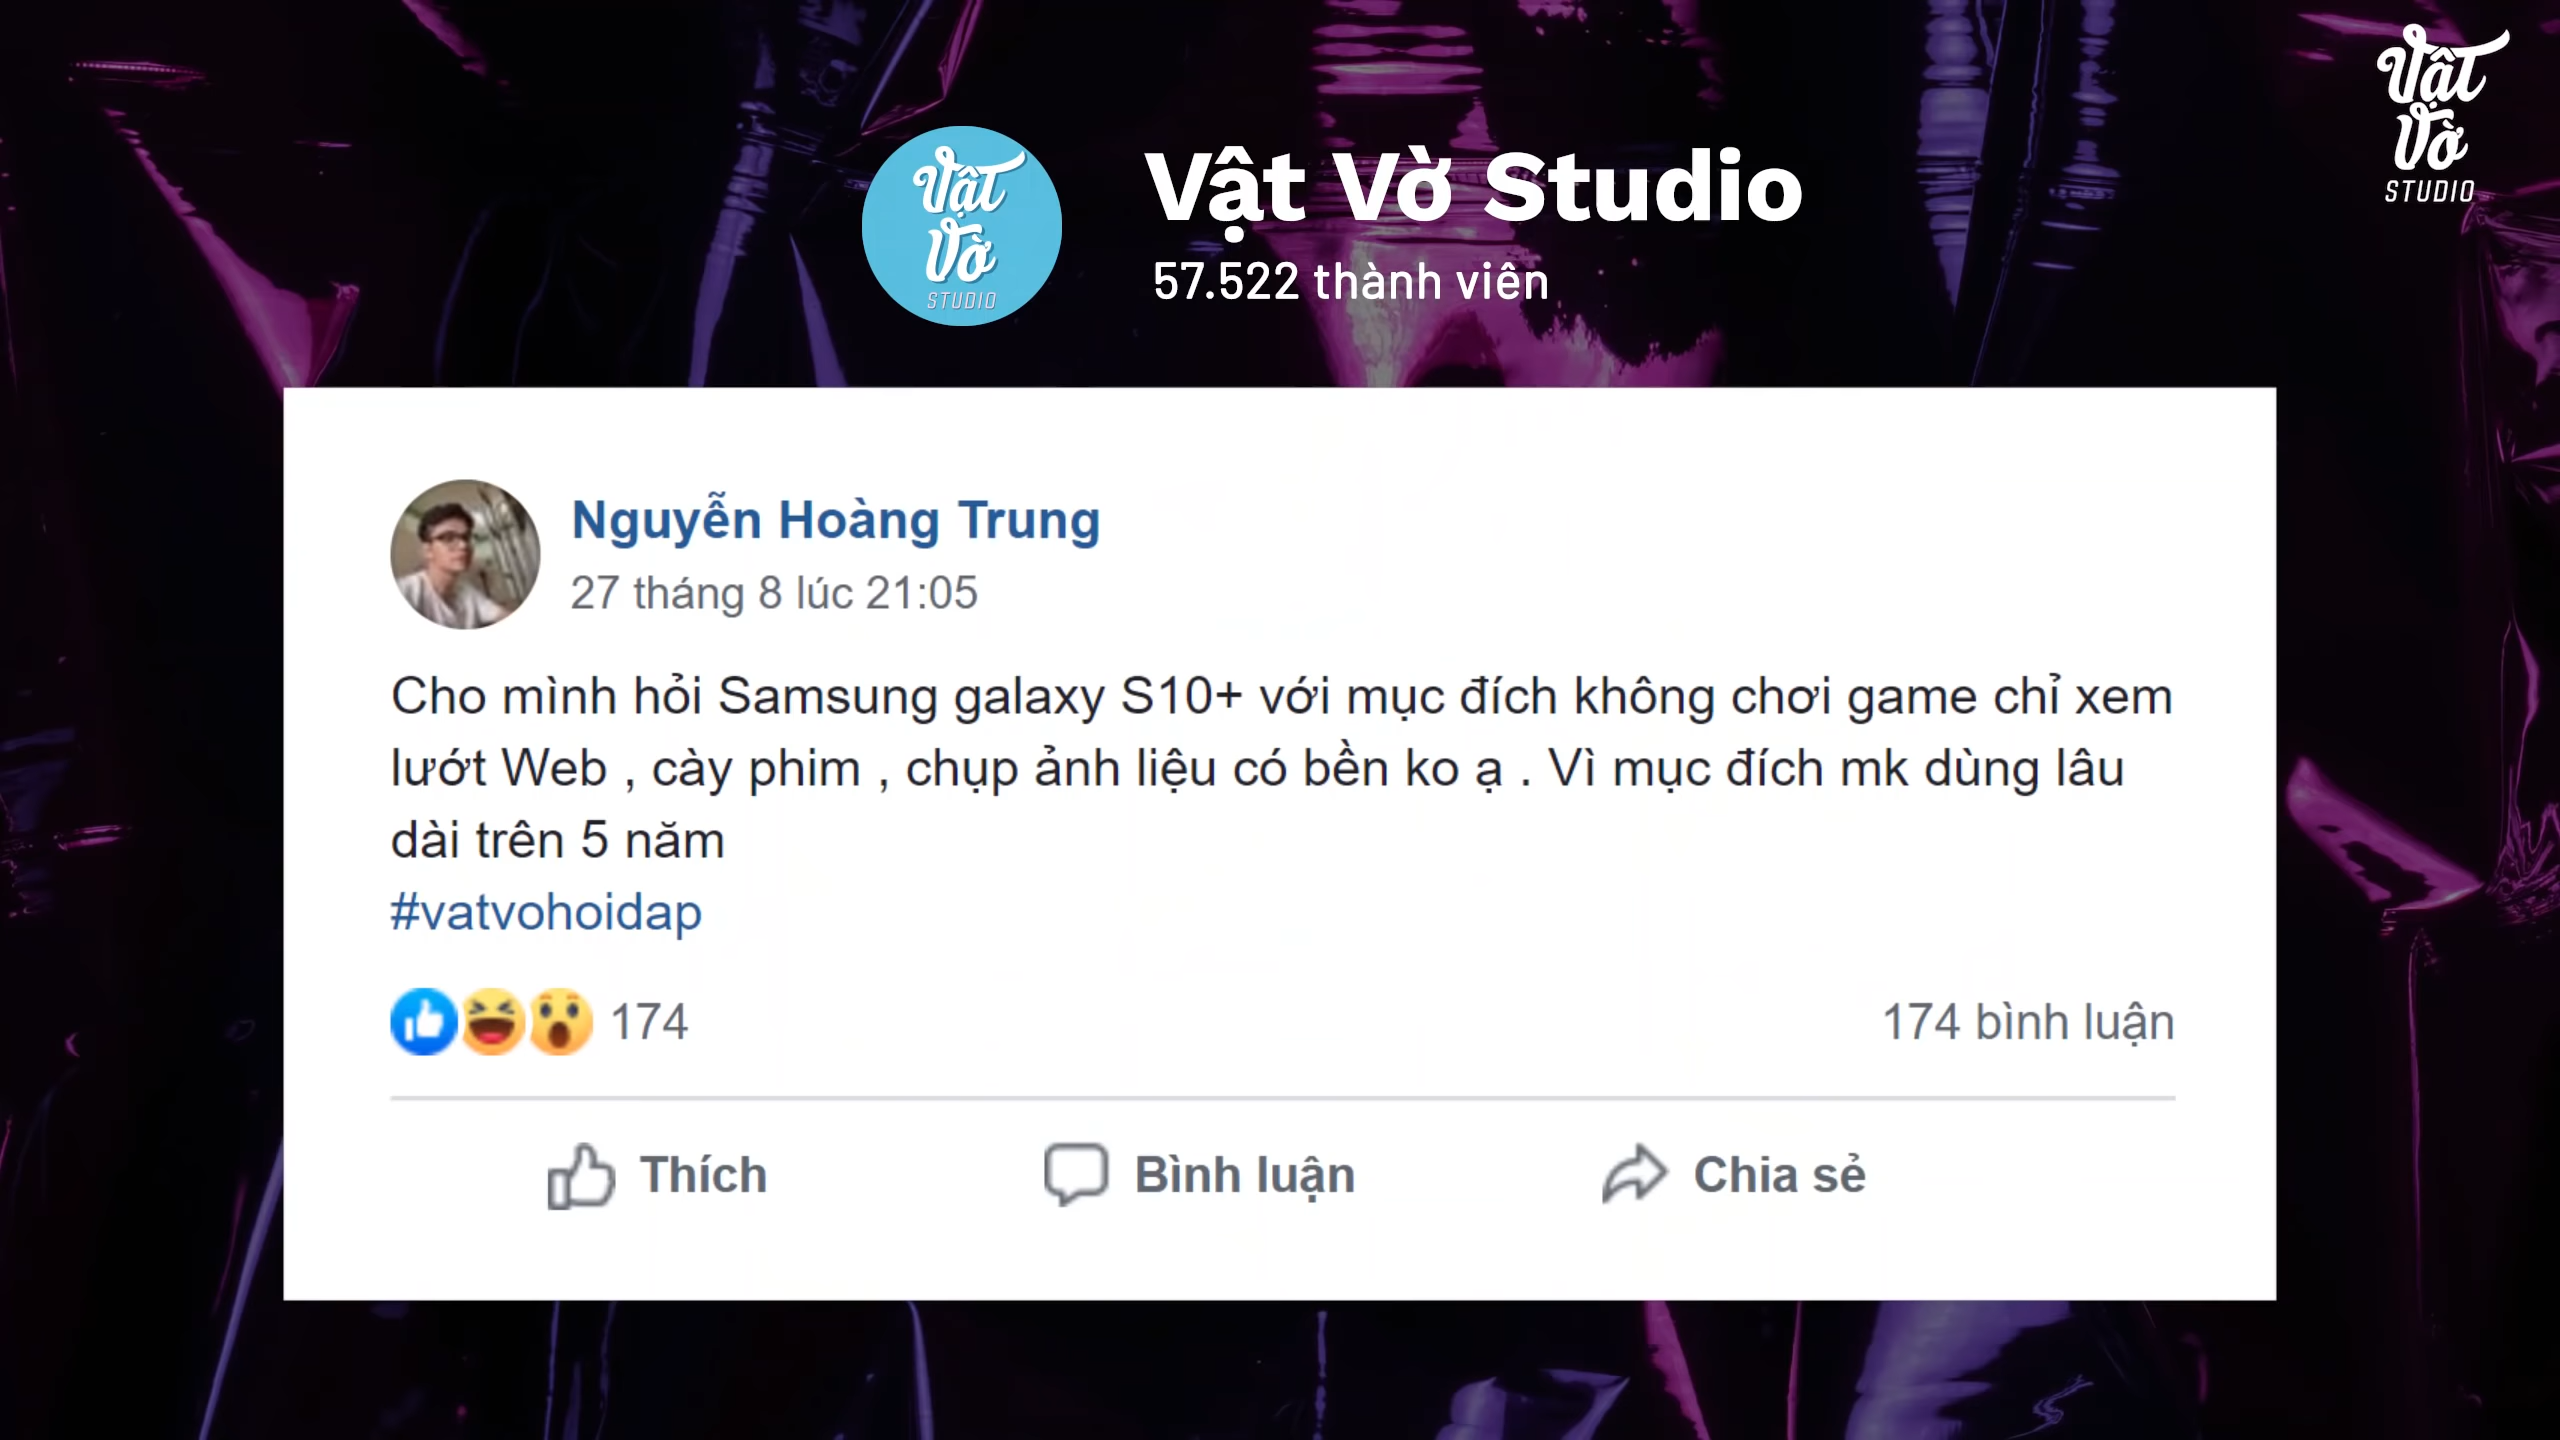 Vật Vờ STUDIO
Vật Vờ STUDIO
Vật Vờ Studio
57.522 thành viên
Nguyễn Hoàng Trung
27 tháng 8 lúc 21:05
Cho mình hỏi Samsung galaxy S10+ với mục đích không chơi game chỉ xem
lướt Web , cày phim , chụp ảnh liệu có bền ko ạ . Vì mục đích mk dùng lâu
dài trên 5 năm
#vatvohoidap
174
174 bình luận
Thích
Bình luận
Chia sẻ